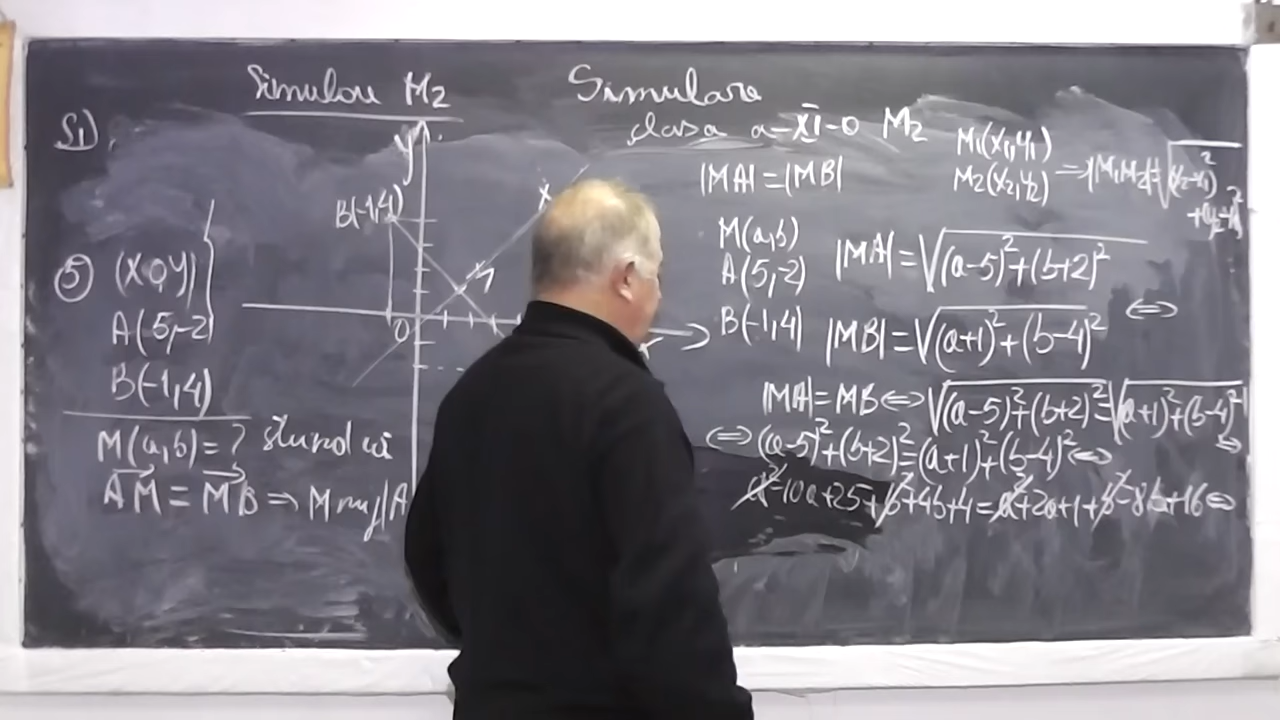 Simulare M2
S1).
⑤ (XOY)
A(5,-2)
B(-1,4)
M(a,b)=? știind că
AM = MB ⇒ M mij|A
y
B(-1,4)
0
Simulare
clasa a-XI-a M2
|MA|=|MB|
M1(x1,y1)
M2(x2,y2) ⇒|M1M2|=√(x2-x1)²
+(y2-y1)²
M(a,b)
A(5,-2)
B(-1,4)
|MA|=√(a-5)²+(b+2)²
|MB|=√(a+1)²+(b-4)² ⇔
|MA|=MB⇔√(a-5)²+(b+2)²=√(a+1)²+(b-4)² ⇔
⇔(a-5)²+(b+2)²=(a+1)²+(b-4)²⇔
a²-10a+25+b²+4b+4=a²+2a+1+b²-8b+16⇔